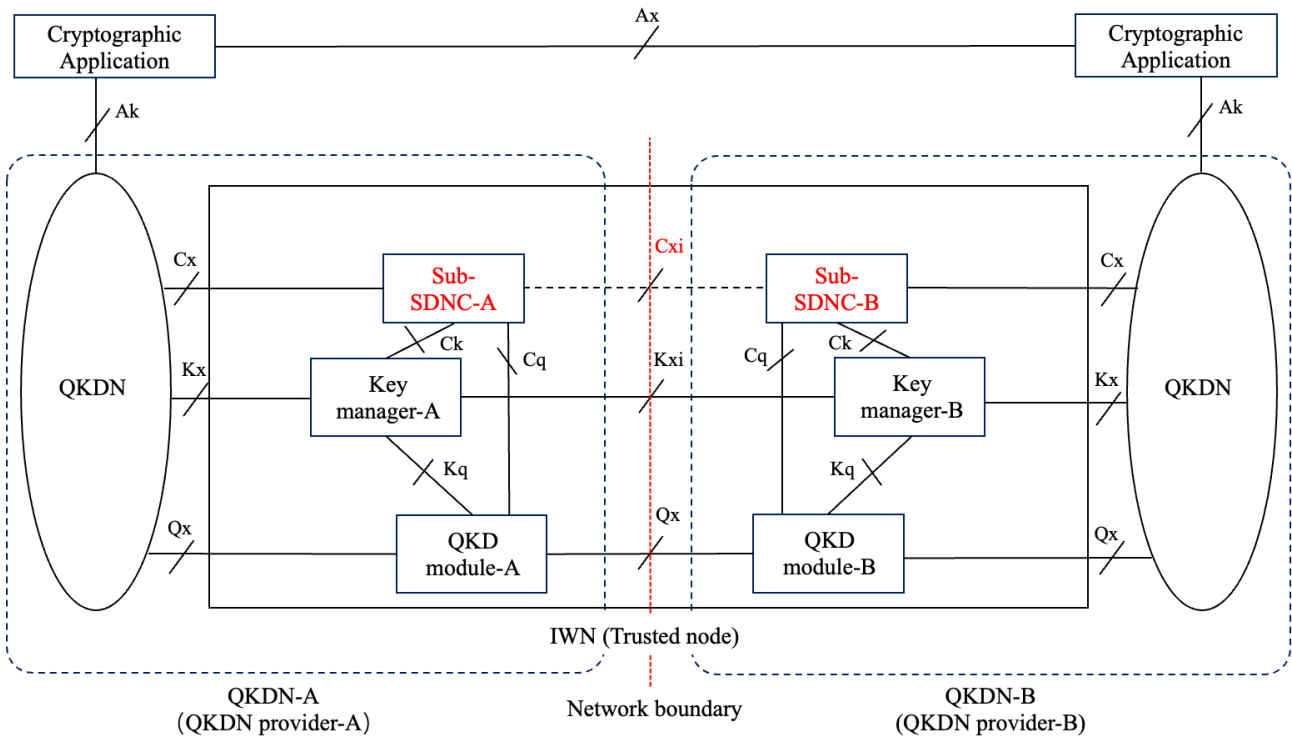 Ax
Cryptographic
Application
Cryptographic
Application
Ak
Ak
Cx
Cxi
Cx
Sub-
SDNC-A
Sub-
SDNC-B
Ck
Cq
Cq
Ck
Kx
Kxi
Kx
QKDN
Key
manager-A
Key
manager-B
QKDN
Kq
Kq
Qx
Qx
Qx
QKD
module-A
QKD
module-B
IWN (Trusted node)
QKDN-A
(QKDN provider-A)
Network boundary
QKDN-B
(QKDN provider-B)